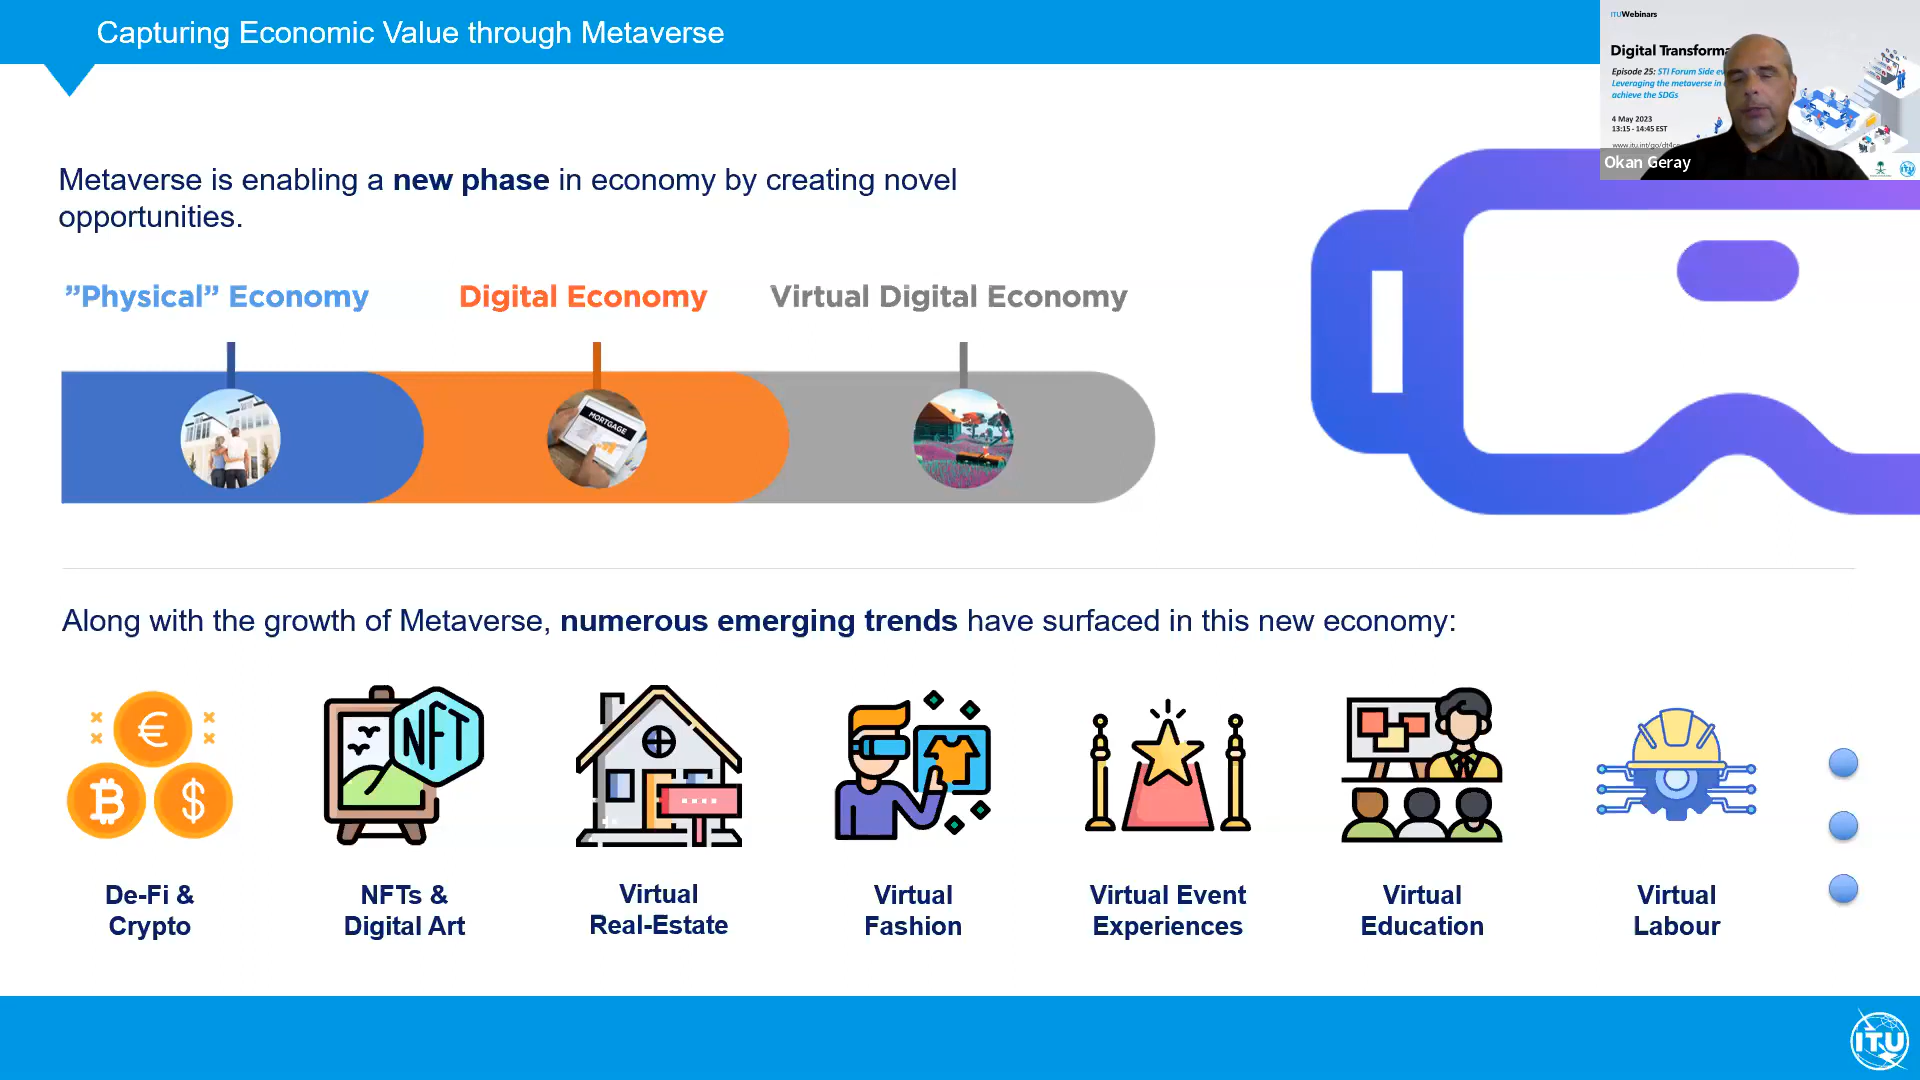 Capturing Economic Value through Metaverse
ITUWebinars
Digital Transforma
Episode 25: STI Forum Side ev
Leveraging the metaverse in
achieve the SDGs
4 May 2023
13:15 - 14:45 EST
Okan Geray
Metaverse is enabling a new phase in economy by creating novel
opportunities.
”Physical” Economy
Digital Economy
Virtual Digital Economy
MORTGAGE
Along with the growth of Metaverse, numerous emerging trends have surfaced in this new economy:
€
B
$
NFT
De-Fi &
Crypto
NFTs &
Digital Art
Virtual
Real-Estate
Virtual
Fashion
Virtual Event
Experiences
Virtual
Education
Virtual
Labour
ITU